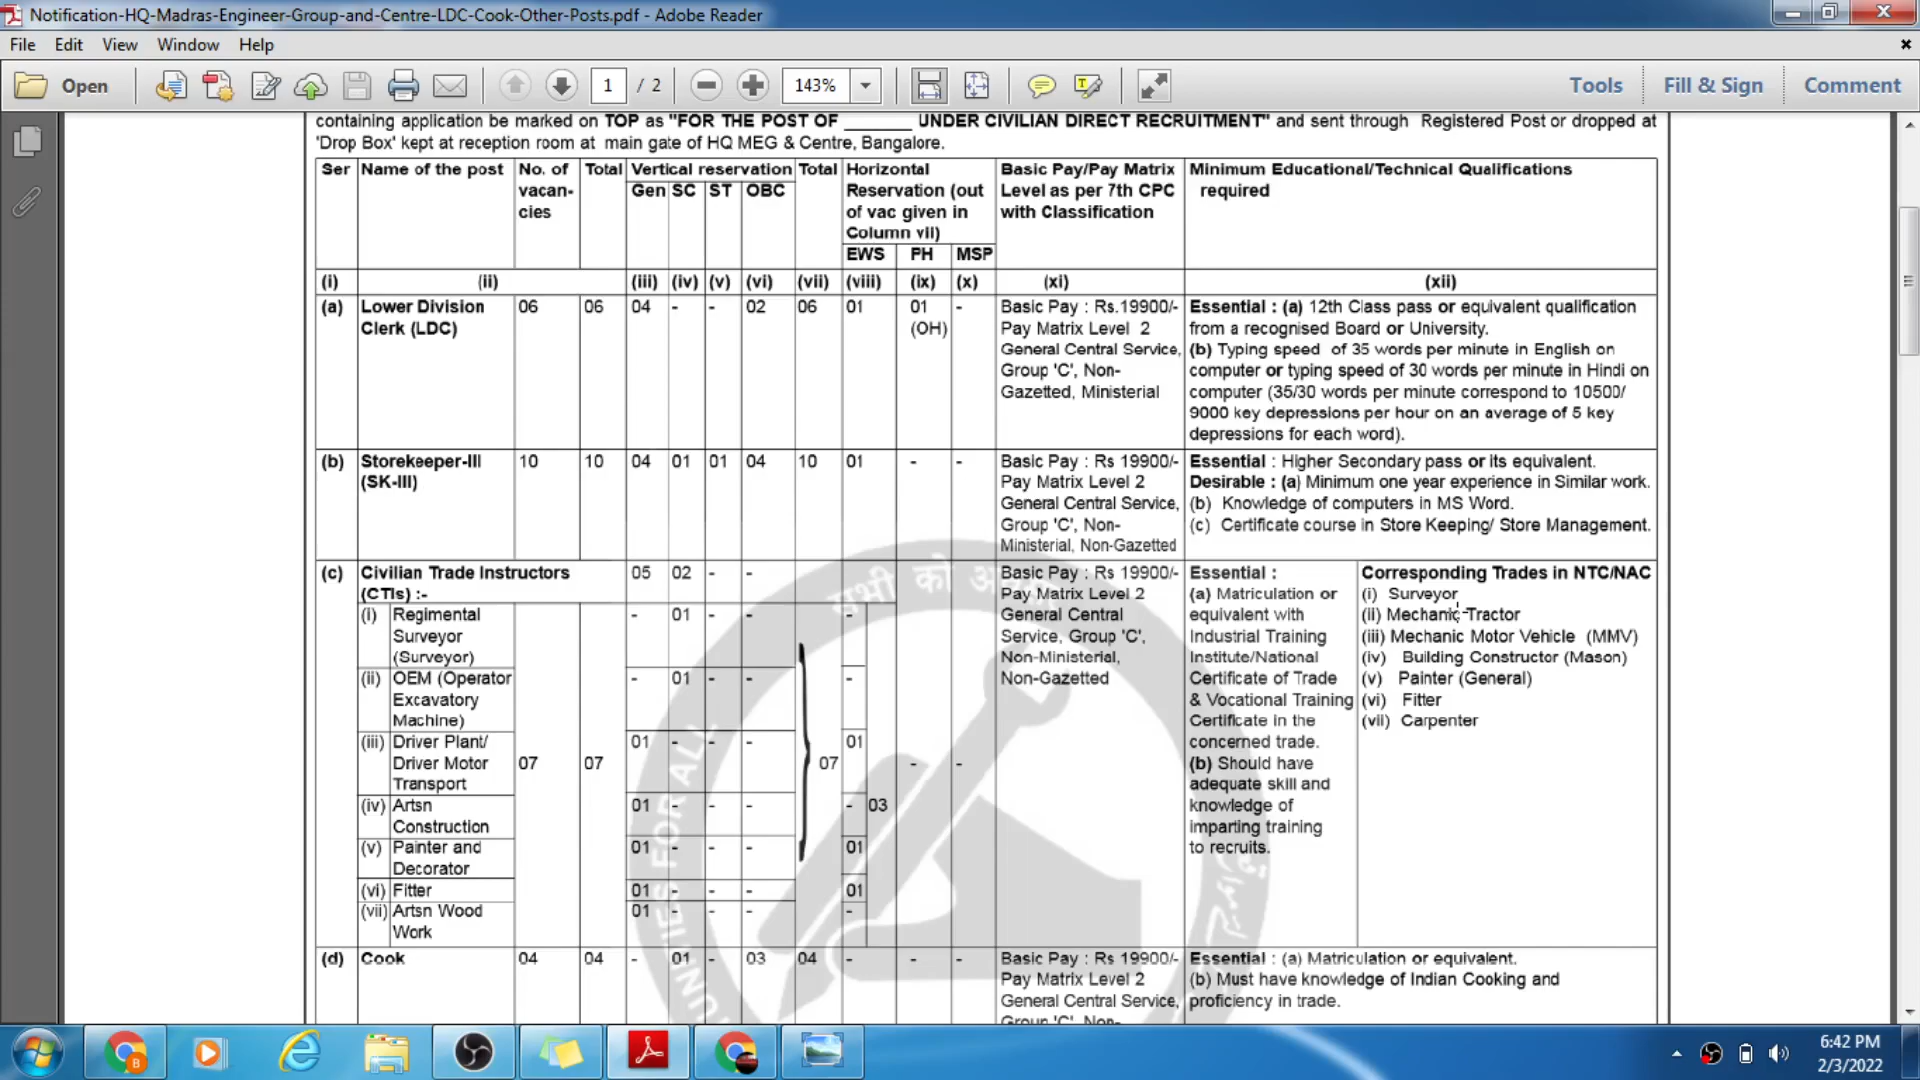 Notification-HQ-Madras-Engineer-Group-and-Centre-LDC-Cook-Other-Posts.pdf - Adobe Reader
File Edit View Window Help
Open 1 / 2 143% Tools Fill & Sign Comment
containing application be marked on TOP as "FOR THE POST OF _______ UNDER CIVILIAN DIRECT RECRUITMENT" and sent through Registered Post or dropped at
'Drop Box' kept at reception room at main gate of HQ MEG & Centre, Bangalore.
Ser Name of the post No. of Total Vertical reservation Total Horizontal Basic Pay/Pay Matrix Minimum Educational/Technical Qualifications
vacan- Gen SC ST OBC Reservation (out Level as per 7th CPC required
cies of vac given in with Classification
Column vii)
EWS PH MSP
(i) (ii) (iii) (iv) (v) (vi) (vii) (viii) (ix) (x) (xi) (xii)
(a) Lower Division 06 06 04 - - 02 06 01 01 - Basic Pay : Rs.19900/- Essential : (a) 12th Class pass or equivalent qualification
Clerk (LDC) (OH) Pay Matrix Level 2 from a recognised Board or University.
General Central Service, (b) Typing speed of 35 words per minute in English on
Group 'C', Non- computer or typing speed of 30 words per minute in Hindi on
Gazetted, Ministerial computer (35/30 words per minute correspond to 10500/
9000 key depressions per hour on an average of 5 key
depressions for each word).
(b) Storekeeper-III 10 10 04 01 01 04 10 01 - - Basic Pay : Rs 19900/- Essential : Higher Secondary pass or its equivalent.
(SK-III) Pay Matrix Level 2 Desirable : (a) Minimum one year experience in Similar work.
General Central Service, (b) Knowledge of computers in MS Word.
Group 'C', Non- (c) Certificate course in Store Keeping/ Store Management.
Ministerial, Non-Gazetted
(c) Civilian Trade Instructors 05 02 - - Basic Pay : Rs 19900/- Essential : Corresponding Trades in NTC/NAC
(CTIs) :- Pay Matrix Level 2 (a) Matriculation or (i) Surveyor
(i) Regimental - 01 - - - General Central equivalent with (ii) Mechanic Tractor
Surveyor Service, Group 'C', Industrial Training (iii) Mechanic Motor Vehicle (MMV)
(Surveyor) Non-Ministerial, Institute/National (iv) Building Constructor (Mason)
(ii) OEM (Operator - 01 - - - Non-Gazetted Certificate of Trade (v) Painter (General)
Excavatory & Vocational Training (vi) Fitter
Machine) Certificate in the (vii) Carpenter
(iii) Driver Plant/ 01 - - - 01 concerned trade.
Driver Motor 07 07 07 - - (b) Should have
Transport adequate skill and
(iv) Artsn 01 - - - - 03 knowledge of
Construction imparting training
(v) Painter and 01 - - - 01 to recruits.
Decorator
(vi) Fitter 01 - - - 01
(vii) Artsn Wood 01 - - - -
Work
(d) Cook 04 04 - 01 - 03 04 - - - Basic Pay : Rs 19900/- Essential : (a) Matriculation or equivalent.
Pay Matrix Level 2 (b) Must have knowledge of Indian Cooking and
General Central Service, proficiency in trade.
Group 'C', Non-
सभी को
UNITIES FOR ALL
6:42 PM
2/3/2022